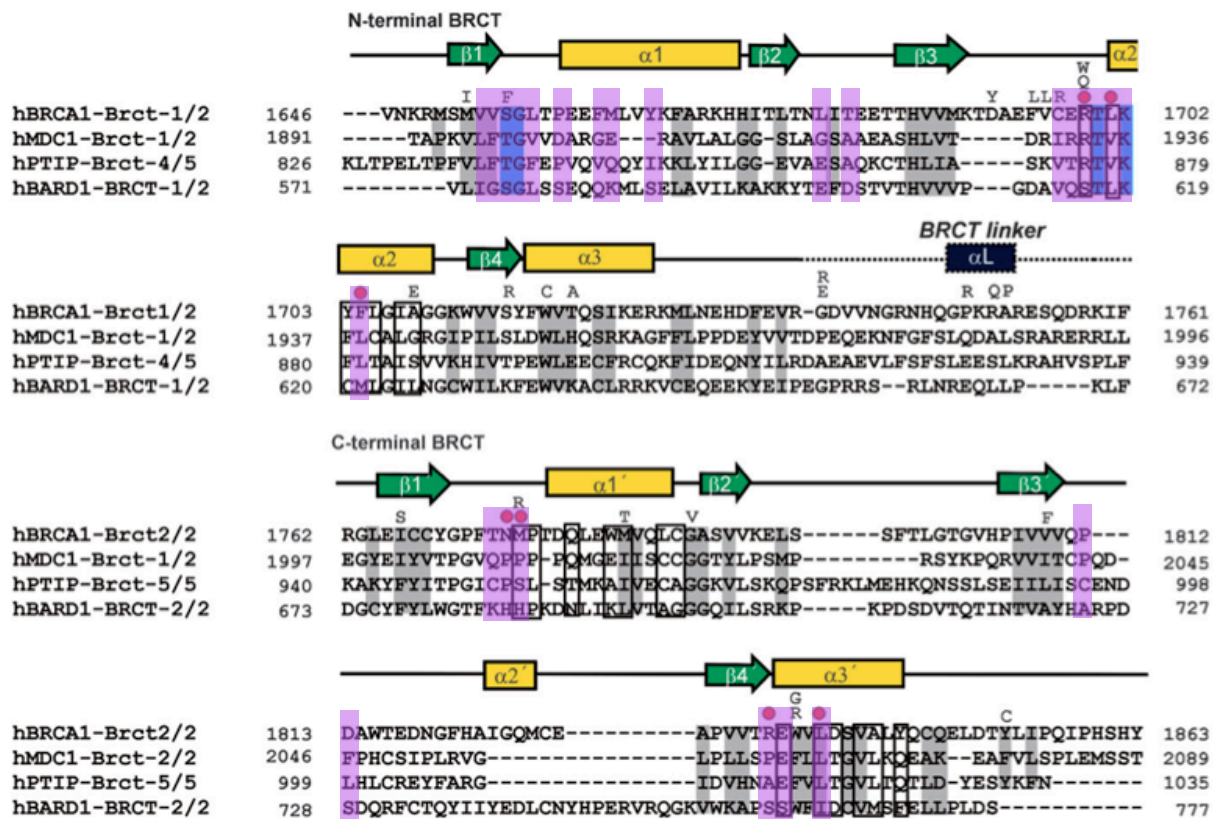 N-terminal BRCT
β1 α1 β2 β3 α2
W
I F Y LL R Q
hBRCA1-Brct-1/2 1646 ---VNKRMSMVVSGLTPEEFMLVYKFARKHHITLTNLITEETTHVVMKTDAEFVCERTLK 1702
hMDC1-Brct-1/2 1891 -----TAPKVLFTGVVDARGE---RAVLALGG-SLAGSAAEASHLVT-----DRIRRTVK 1936
hPTIP-Brct-4/5 826 KLTPELTPFVLFTGFEPVQVQQYIKKLYILGG-EVAESAQKCTHLIA-----SKVTRTVK 879
hBARD1-BRCT-1/2 571 --------VLIGSGLSSEQQKMLSELAVILKAKKYTEFDSTVTHVVVP---GDAVQSTLK 619
BRCT linker
α2 β4 α3 αL
R
E R C A E R QP
hBRCA1-Brct1/2 1703 YFLGIAGGKWVVSYFWVTQSIKERKMLNEHDFEVR-GDVVNGRNHQGPKRARESQDRKIF 1761
hMDC1-Brct-1/2 1937 FLCALGRGIPILSLDWLHQSRKAGFFLPPDEYVVTDPEQEKNFGFSLQDALSRARERRLL 1996
hPTIP-Brct-4/5 880 FLTAISVVKHIVTPEWLEECFRCQKFIDEQNYILRDAEAEVLFSFSLEESLKRAHVSPLF 939
hBARD1-BRCT-1/2 620 CMLGILNGCWILKFEWVKACLRRKVCEQEEKYEIPEGPRRS--RLNREQLLP-----KLF 672
C-terminal BRCT
β1´ α1´ β2´ β3´
S R T V F
hBRCA1-Brct2/2 1762 RGLEICCYGPFTNMPTDQLEWMVQLCGASVVKELS-------SFTLGTGVHPIVVVQP--- 1812
hMDC1-Brct-1/2 1997 EGYEIYVTPGVQPPPPQMGEIISCCGGTYLPSMP-------RSYKPQRVVITCPQD- 2045
hPTIP-Brct-5/5 940 KAKYFYLTPGICPSL-STMKAIVECAGGKVLSKQPSFRKLMEHKQNSSLSEIIILISCEND 998
hBARD1-BRCT-2/2 673 DGCYFYLWGTFKHHPKDNLIKLVTAGGGQILSRKP------KPDSDVTQTINTVAYHARPD 727
α2´ β4 α3´
G
R C
hBRCA1-Brct2/2 1813 DAWTEDNGFHAIGQMCE----------APVVTREWVLDSVALYQCQELDTYLIPQIPHSHY 1863
hMDC1-Brct-2/2 2046 FPHCSIPLRVG----------------LPLLSPEFLLTGVLKQEAK-EAFVLSPLEMSST 2089
hPTIP-Brct-5/5 999 LHLCREYFARG----------------IDVHNAEFVLTGVLTQTLD-YESYKFN------ 1035
hBARD1-BRCT-2/2 728 SDQRFCTQYIIYEDLCNYHPERVRQGKVWKAPSSWFIDCVMSFELLPLDS---------- 777